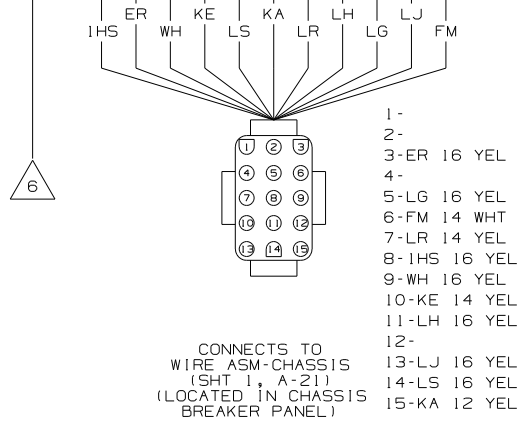 ER KE KA LH LJ
1HS WH LS LR LG FM
6
1 2 3
4 5 6
7 8 9
10 11 12
13 14 15
1-
2-
3-ER 16 YEL
4-
5-LG 16 YEL
6-FM 14 WHT
7-LR 14 YEL
8-1HS 16 YEL
9-WH 16 YEL
10-KE 14 YEL
11-LH 16 YEL
12-
13-LJ 16 YEL
14-LS 16 YEL
15-KA 12 YEL
CONNECTS TO
WIRE ASM-CHASSIS
(SHT 1, A-21)
(LOCATED IN CHASSIS
BREAKER PANEL)